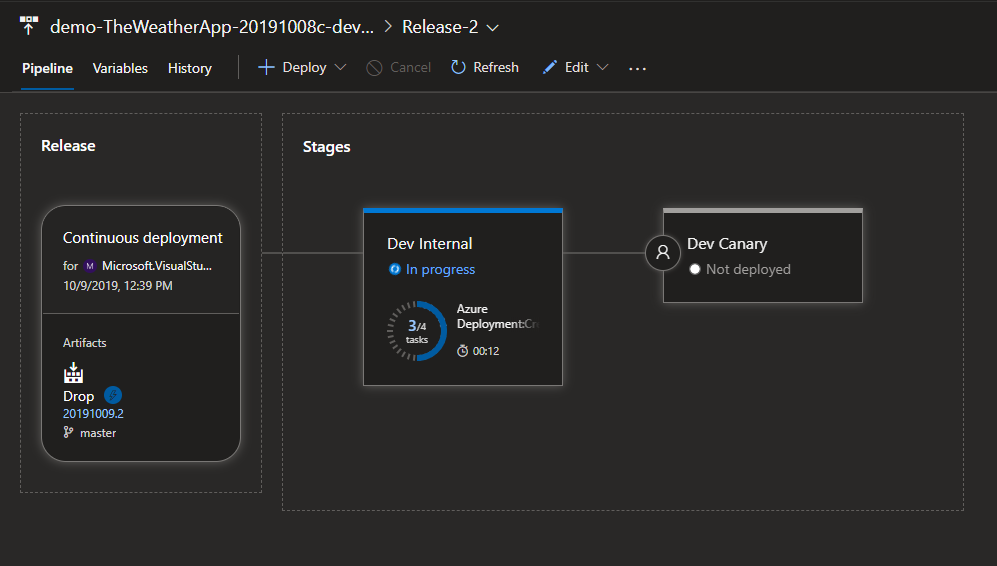 demo-TheWeatherApp-20191008c-dev... > Release-2
Pipeline Variables History Deploy Cancel Refresh Edit ...
Release
Continuous deployment
for M Microsoft.VisualStu...
10/9/2019, 12:39 PM
Artifacts
Drop
20191009.2
master
Stages
Dev Internal
In progress
3/4
tasks
Azure
Deployment:Cre
00:12
Dev Canary
Not deployed